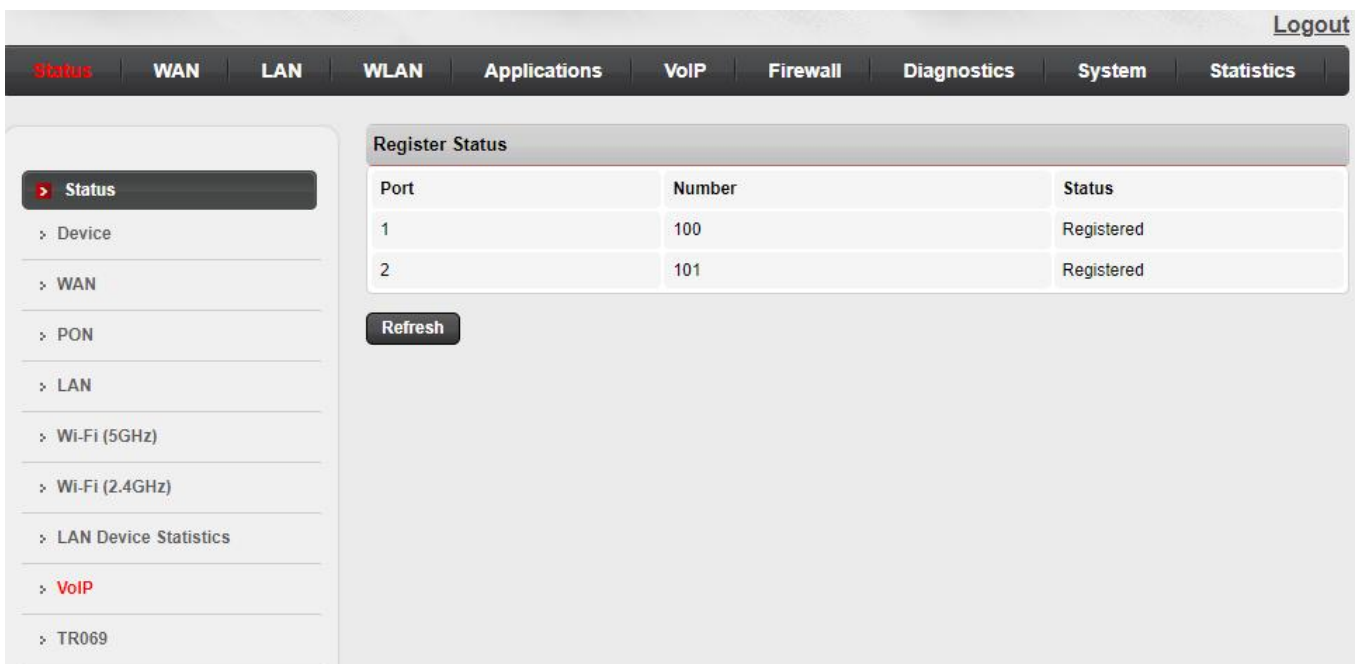 Logout
Status WAN LAN WLAN Applications VoIP Firewall Diagnostics System Statistics
Status
Device
WAN
PON
LAN
Wi-Fi (5GHz)
Wi-Fi (2.4GHz)
LAN Device Statistics
VoIP
TR069
Register Status
Port Number Status
1 100 Registered
2 101 Registered
Refresh